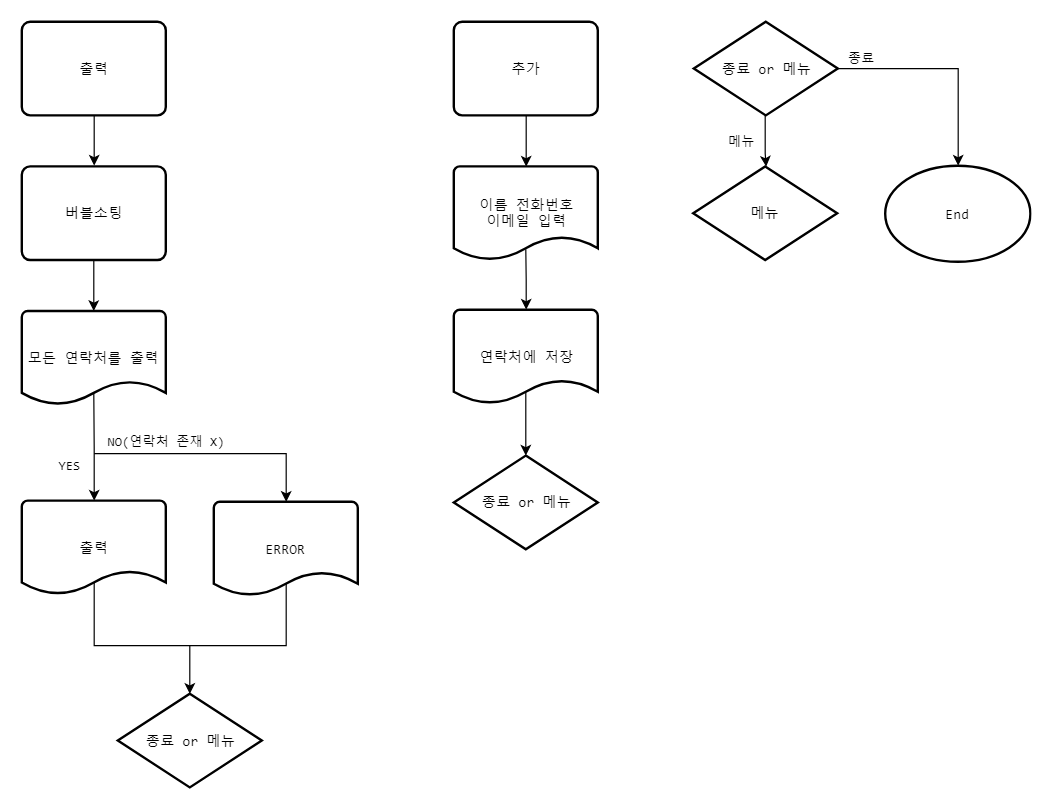 출력
버블소팅
모든 연락처를 출력
NO(연락처 존재 X)
YES
출력
ERROR
종료 or 메뉴
추가
이름 전화번호
이메일 입력
연락처에 저장
종료 or 메뉴
종료 or 메뉴
종료
메뉴
메뉴
End